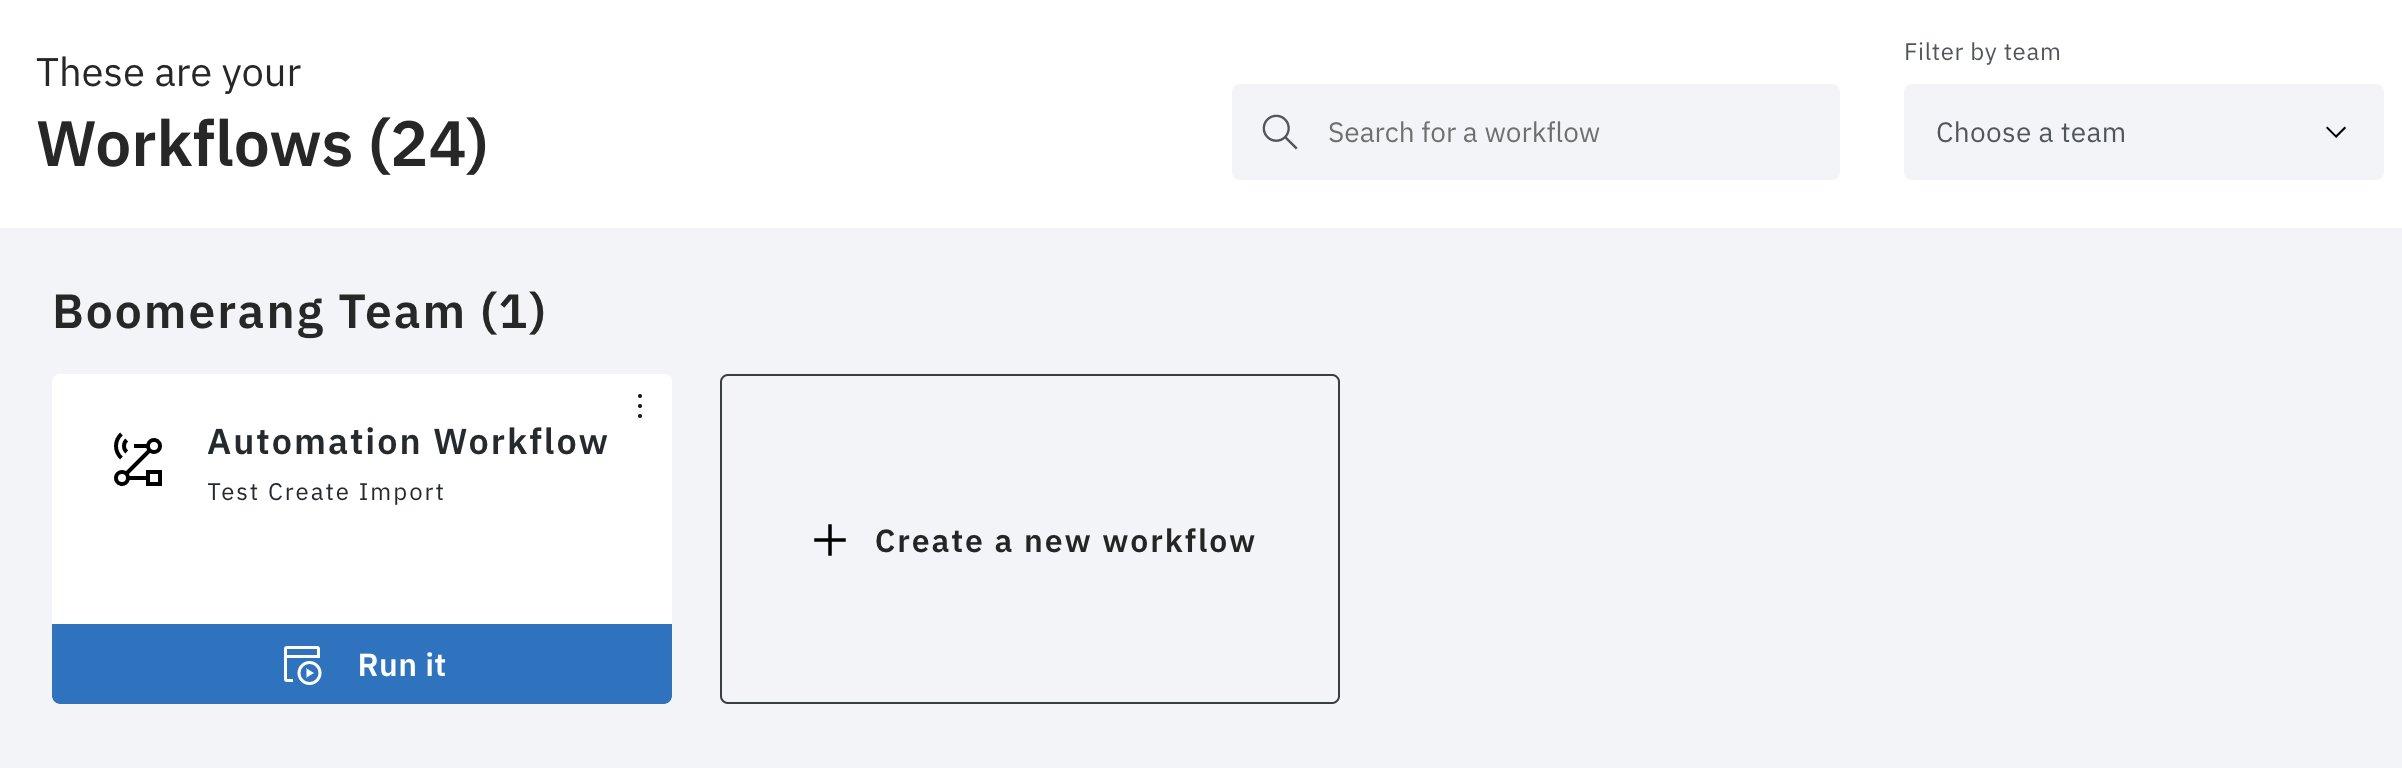 These are your
Workflows (24)
Filter by team
Search for a workflow
Choose a team
Boomerang Team (1)
Automation Workflow
Test Create Import
Run it
Create a new workflow